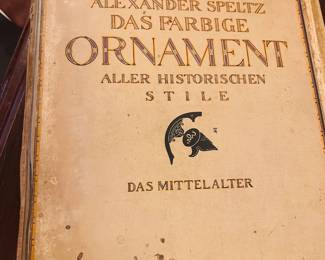 ALEXANDER SPELTZ
DAS FARBIGE
ORNAMENT
ALLER HISTORISCHEN
STILE
DAS MITTELALTER